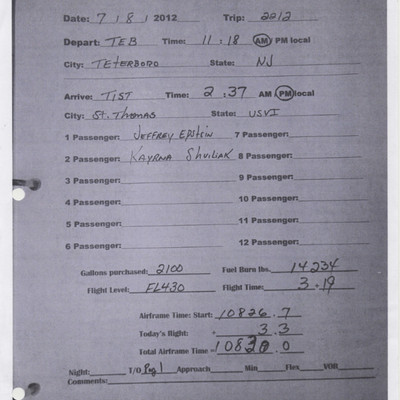 Date: 7 / 8 / 2012 Trip: 2012
Depart: TEB Time: 11 : 18 AM PM local
City: TETERBORO State: NJ
Arrive: TIST Time: 2 : 37 AM PM local
City: St. Thomas State: USVI
1 Passenger: JEFFREY EPSTEIN 7 Passenger:
2 Passenger: KARYNA Shuliak 8 Passenger:
3 Passenger: 9 Passenger:
4 Passenger: 10 Passenger:
5 Passenger: 11 Passenger:
6 Passenger: 12 Passenger:
Gallons purchased: 2100 Fuel Burn lbs. 14234
Flight Level: FL430 Flight Time: 3.19
Airframe Time: Start: 10826.7
Today's flight: + 3.3
Total Airframe Time = 10830.0
Night: T/O Pag 1 Approach: Min Flex VOR
Comments: